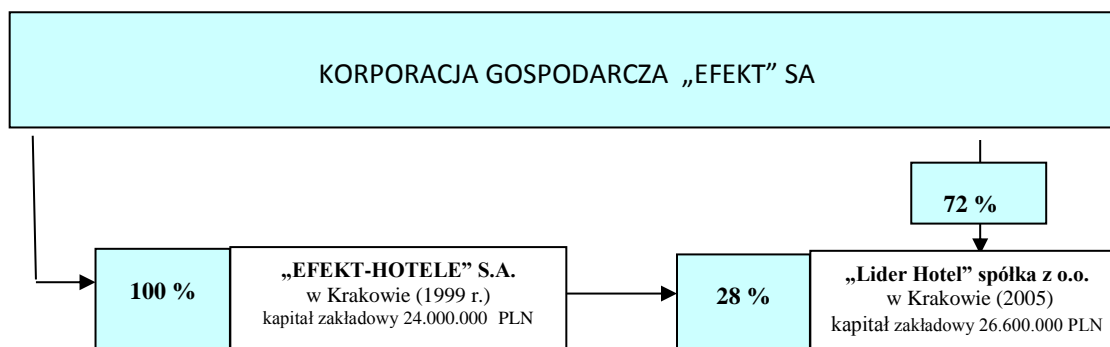 KORPORACJA GOSPODARCZA „EFEKT” SA
72 %
100 %
„EFEKT-HOTELE” S.A.
w Krakowie (1999 r.)
kapitał zakładowy 24.000.000 PLN
28 %
„Lider Hotel” spółka z o.o.
w Krakowie (2005)
kapitał zakładowy 26.600.000 PLN